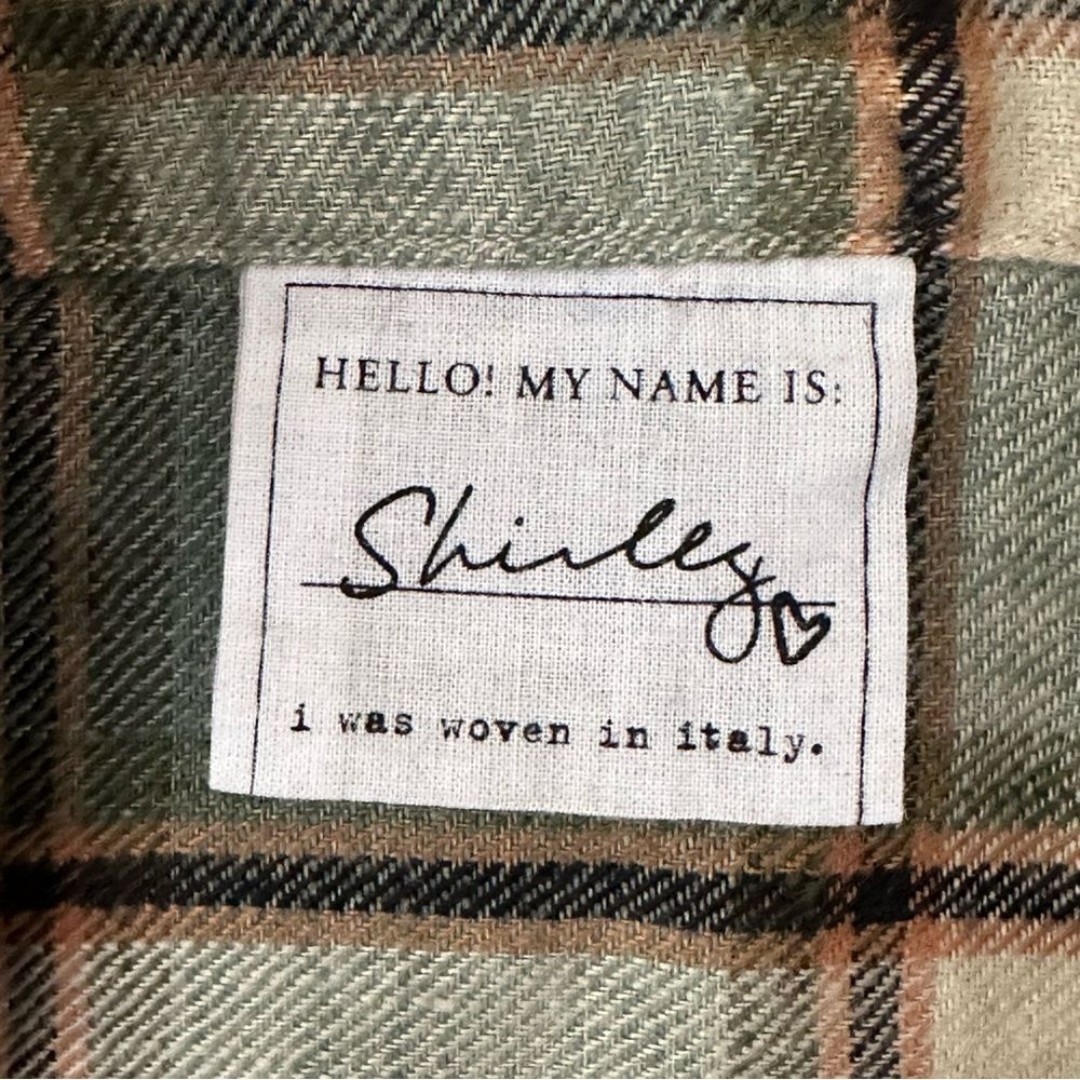 HELLO! MY NAME IS:
Shirley
i was woven in italy.